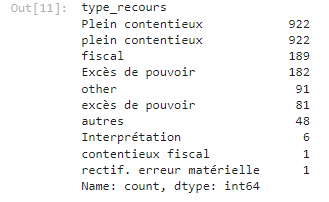 Out[11]: type_recours
Plein contentieux 922
plein contentieux 922
fiscal 189
Excès de pouvoir 182
other 91
excès de pouvoir 81
autres 48
Interprétation 6
contentieux fiscal 1
rectif. erreur matérielle 1
Name: count, dtype: int64